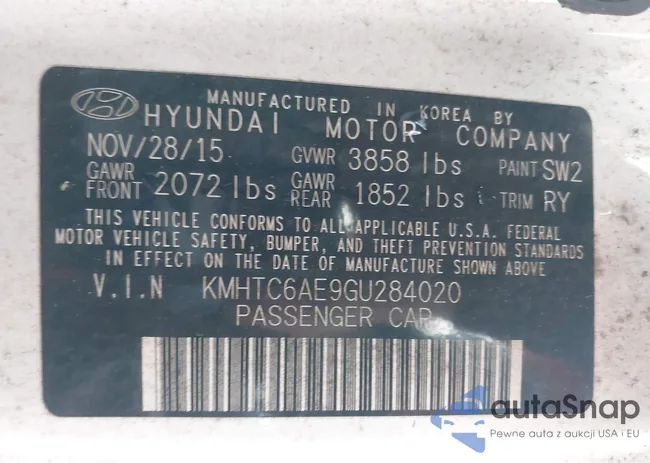 MANUFACTURED IN KOREA BY
HYUNDAI MOTOR COMPANY
NOV/28/15 GVWR 3858 lbs PAINT SW2
GAWR FRONT 2072 lbs GAWR REAR 1852 lbs TRIM RY
THIS VEHICLE CONFORMS TO ALL APPLICABLE U.S.A. FEDERAL
MOTOR VEHICLE SAFETY, BUMPER, AND THEFT PREVENTION STANDARDS
IN EFFECT ON THE DATE OF MANUFACTURE SHOWN ABOVE
V.I.N KMHTC6AE9GU284020
PASSENGER CAR
autoSnap
Pewne auta z aukcji USA i EU